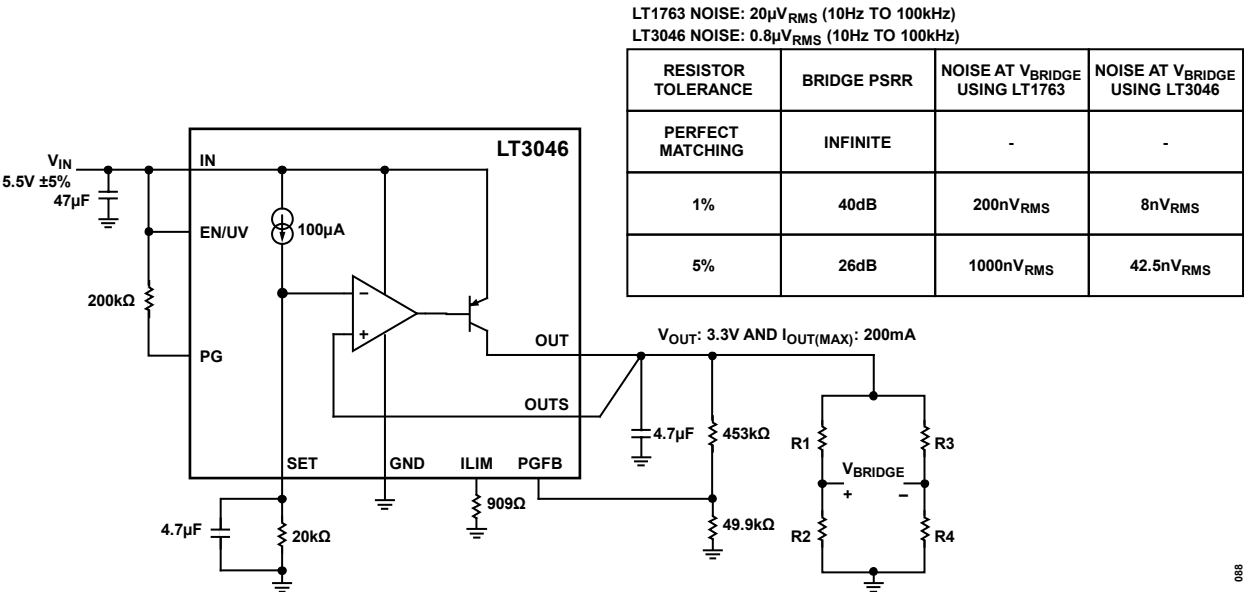 LT1763 NOISE: 20µVRMS (10Hz TO 100kHz)
LT3046 NOISE: 0.8µVRMS (10Hz TO 100kHz)
RESISTOR TOLERANCE
BRIDGE PSRR
NOISE AT VBRIDGE USING LT1763
NOISE AT VBRIDGE USING LT3046
PERFECT MATCHING
INFINITE
-
-
1%
40dB
200nVRMS
8nVRMS
5%
26dB
1000nVRMS
42.5nVRMS
LT3046
VIN
5.5V ±5%
47µF
IN
EN/UV
100µA
200kΩ
PG
−
+
OUT
OUTS
VOUT: 3.3V AND IOUT(MAX): 200mA
4.7µF
453kΩ
R1
R3
VBRIDGE
+
−
SET
GND
ILIM
PGFB
909Ω
4.7µF
20kΩ
49.9kΩ
R2
R4
088